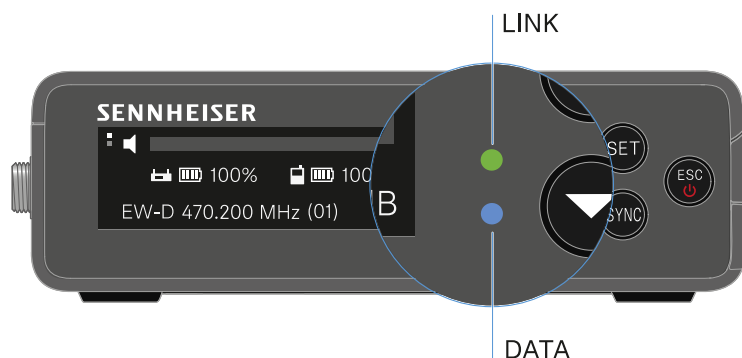 LINK
SENNHEISER
100% 100
EW-D 470.200 MHz (01) B
SET
ESC
SYNC
DATA